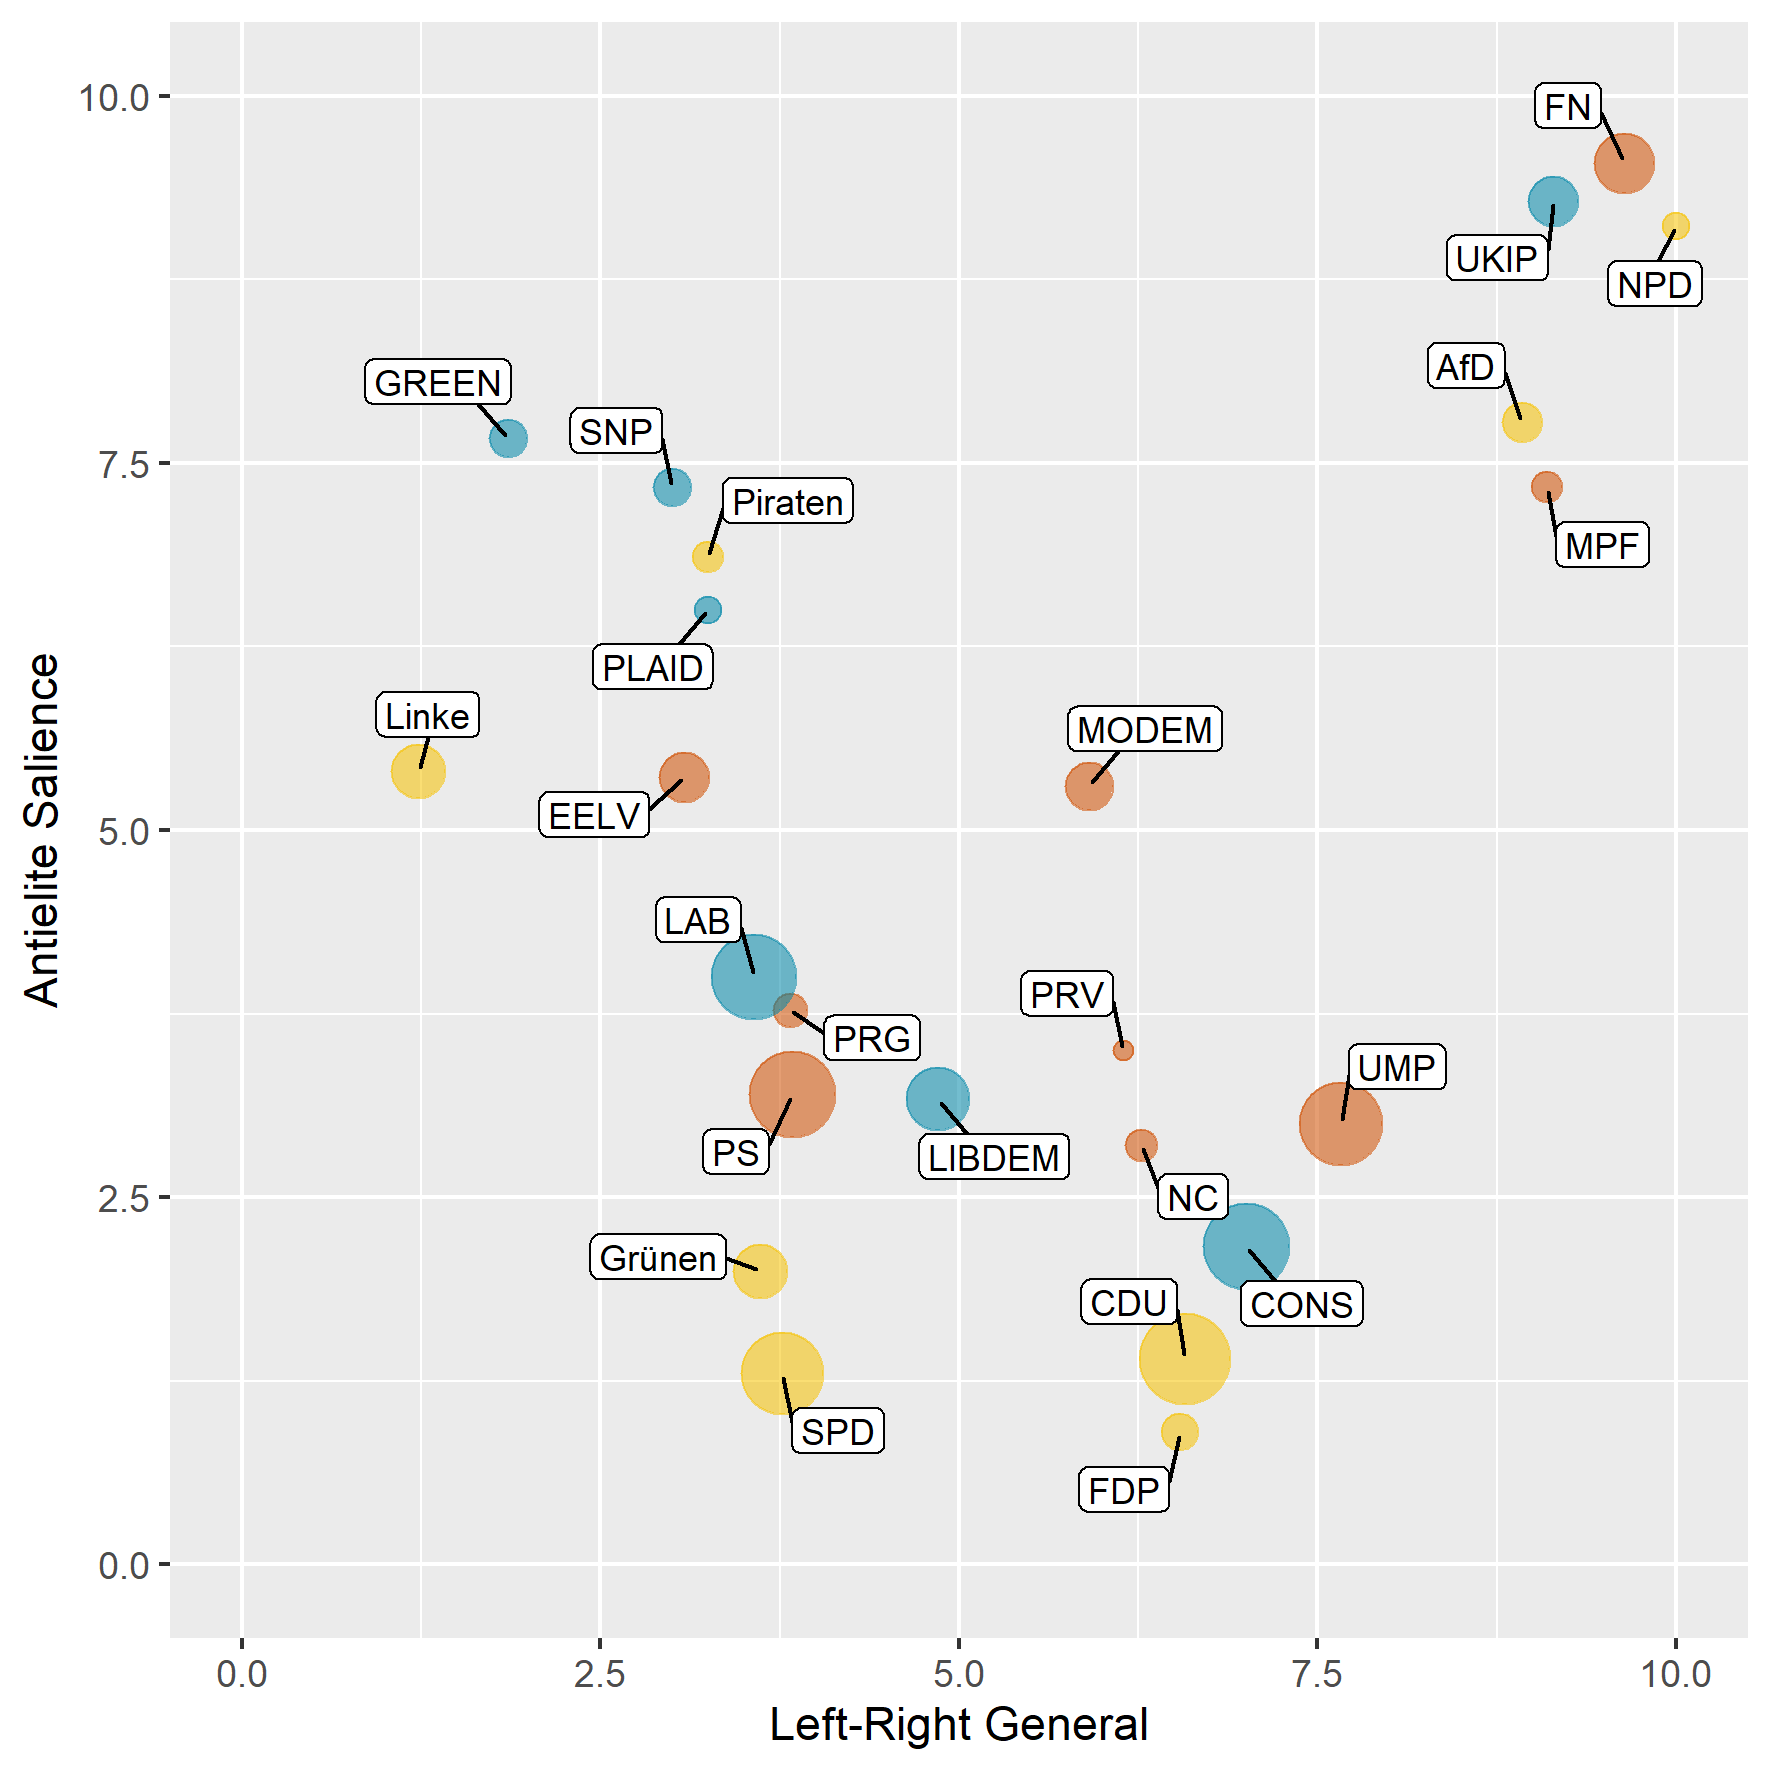 10.0
7.5
5.0
2.5
0.0
Antielite Salience
FN
UKIP
NPD
AfD
GREEN
SNP
Piraten
MPF
PLAID
Linke
MODEM
EELV
LAB
PRV
PRG
UMP
PS
LIBDEM
NC
Grünen
CDU
CONS
SPD
FDP
0.0 2.5 5.0 7.5 10.0
Left-Right General